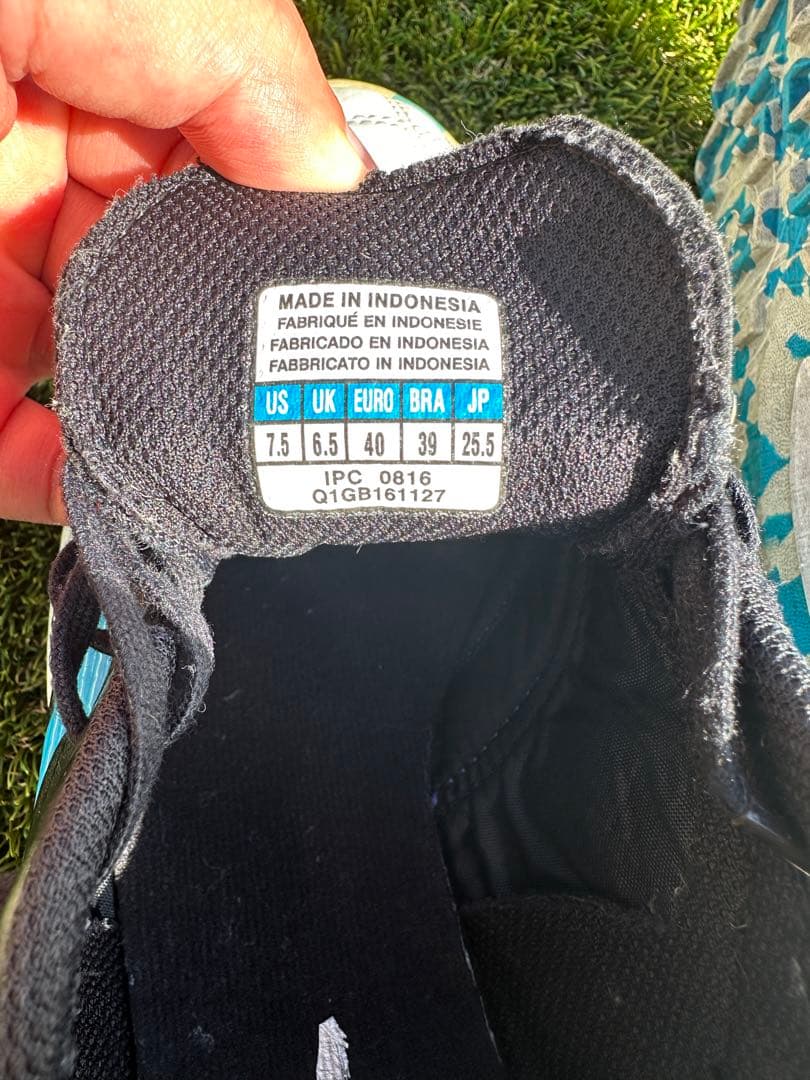 MADE IN INDONESIA
FABRIQUÉ EN INDONESIE
FABRICADO EN INDONESIA
FABBRICATO IN INDONESIA
US UK EURO BRA JP
7.5 6.5 40 39 25.5
IPC 0816
Q1GB161127